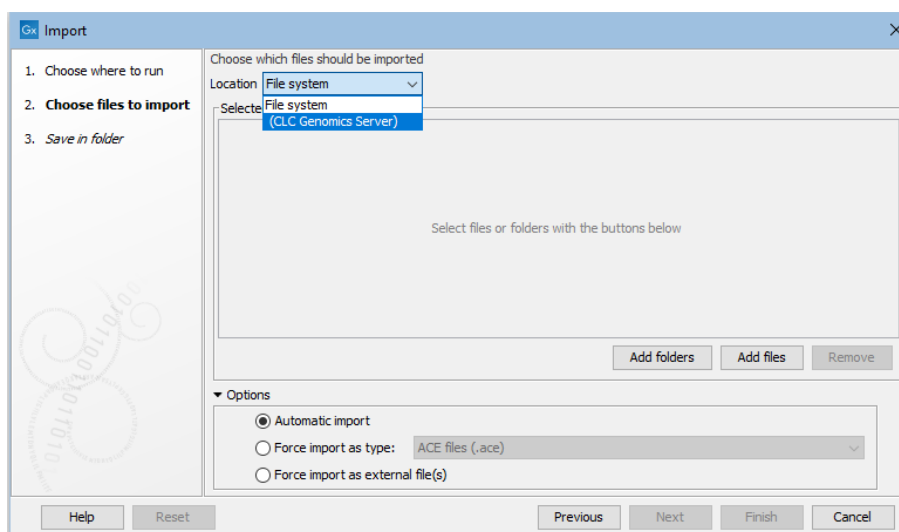 Gx Import
1. Choose where to run
2. Choose files to import
3. Save in folder
Choose which files should be imported
Location File system
File system
(CLC Genomics Server)
Select files or folders with the buttons below
Add folders Add files Remove
Options
Automatic import
Force import as type: ACE files (.ace)
Force import as external file(s)
Help Reset Previous Next Finish Cancel